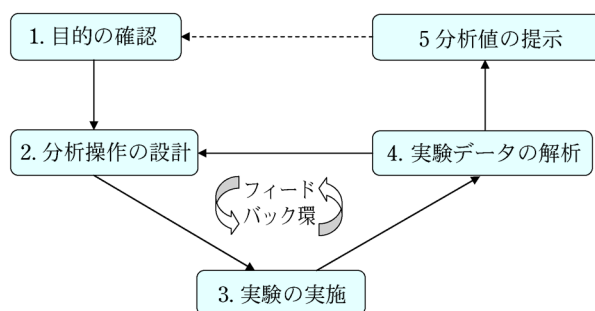 1. 目的の確認
5 分析値の提示
2. 分析操作の設計
4. 実験データの解析
フィード
バック環
3. 実験の実施